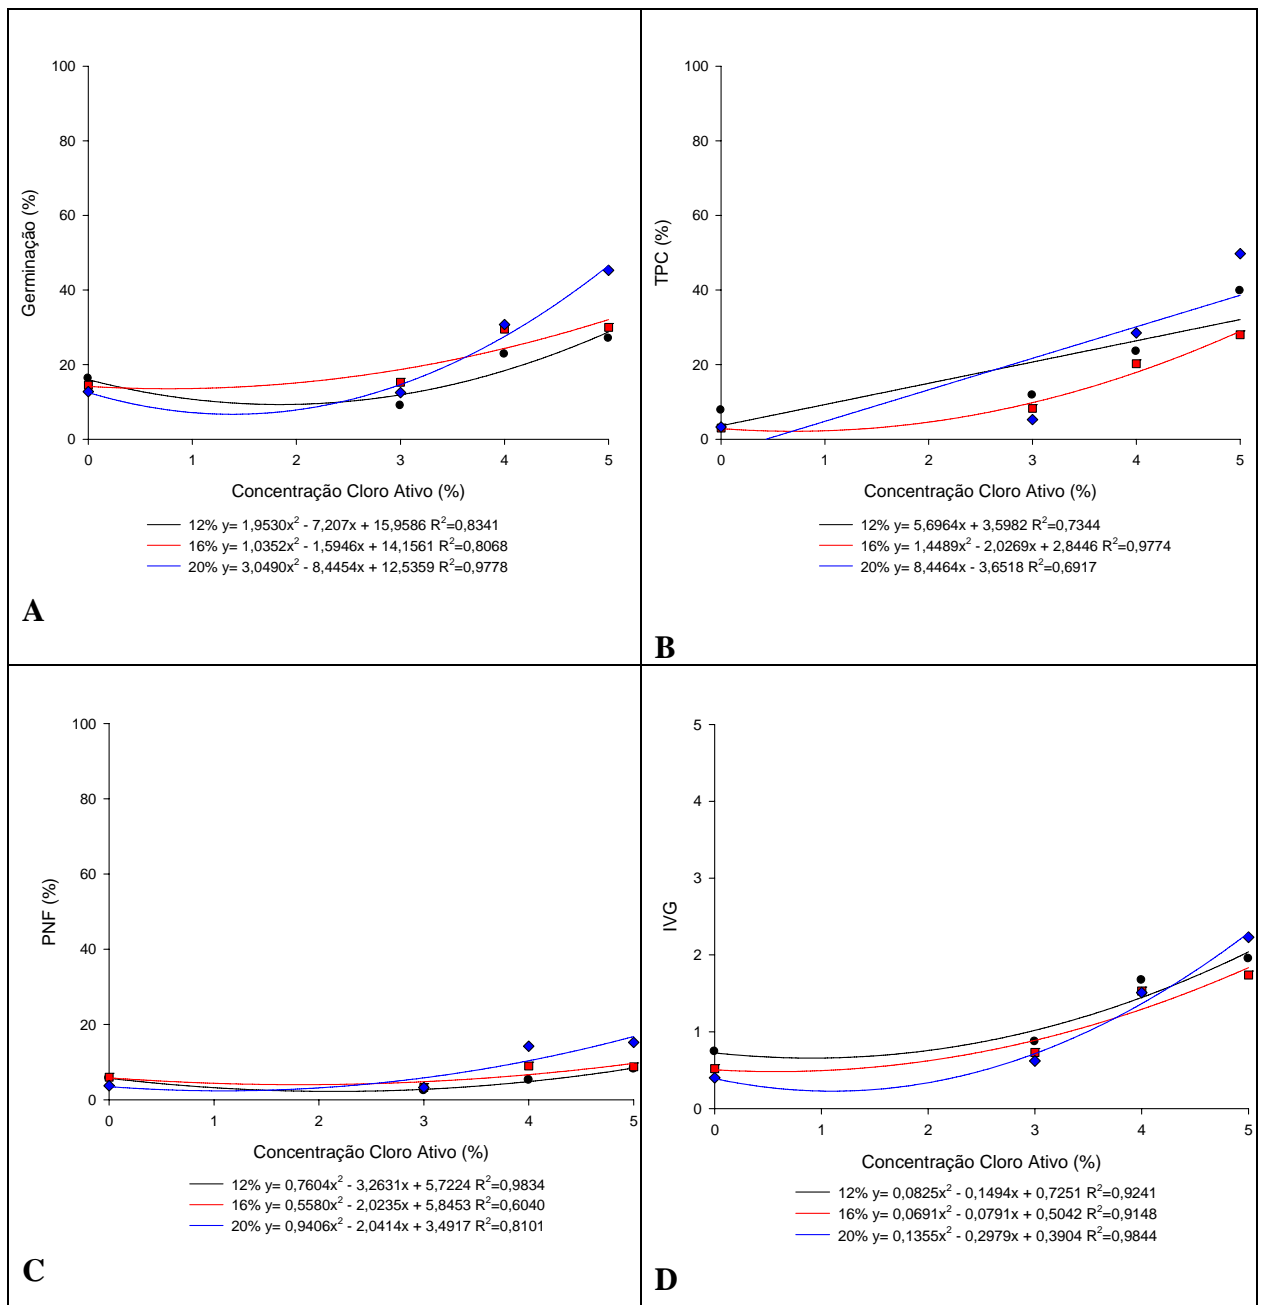 100
80
60
40
20
0
Germinação (%)
0 1 2 3 4 5
Concentração Cloro Ativo (%)
12% y= 1,9530x² - 7,207x + 15,9586 R²=0,8341
16% y= 1,0352x² - 1,5946x + 14,1561 R²=0,8068
20% y= 3,0490x² - 8,4454x + 12,5359 R²=0,9778
A
100
80
60
40
20
0
TPC (%)
0 1 2 3 4 5
Concentração Cloro Ativo (%)
12% y= 5,6964x + 3,5982 R²=0,7344
16% y= 1,4489x² - 2,0269x + 2,8446 R²=0,9774
20% y= 8,4464x - 3,6518 R²=0,6917
B
100
80
60
40
20
0
PNF (%)
0 1 2 3 4 5
Concentração Cloro Ativo (%)
12% y= 0,7604x² - 3,2631x + 5,7224 R²=0,9834
16% y= 0,5580x² - 2,0235x + 5,8453 R²=0,6040
20% y= 0,9406x² - 2,0414x + 3,4917 R²=0,8101
C
5
4
3
2
1
0
IVG
0 1 2 3 4 5
Concentração Cloro Ativo (%)
12% y= 0,0825x² - 0,1494x + 0,7251 R²=0,9241
16% y= 0,0691x² - 0,0791x + 0,5042 R²=0,9148
20% y= 0,1355x² - 0,2979x + 0,3904 R²=0,9844
D